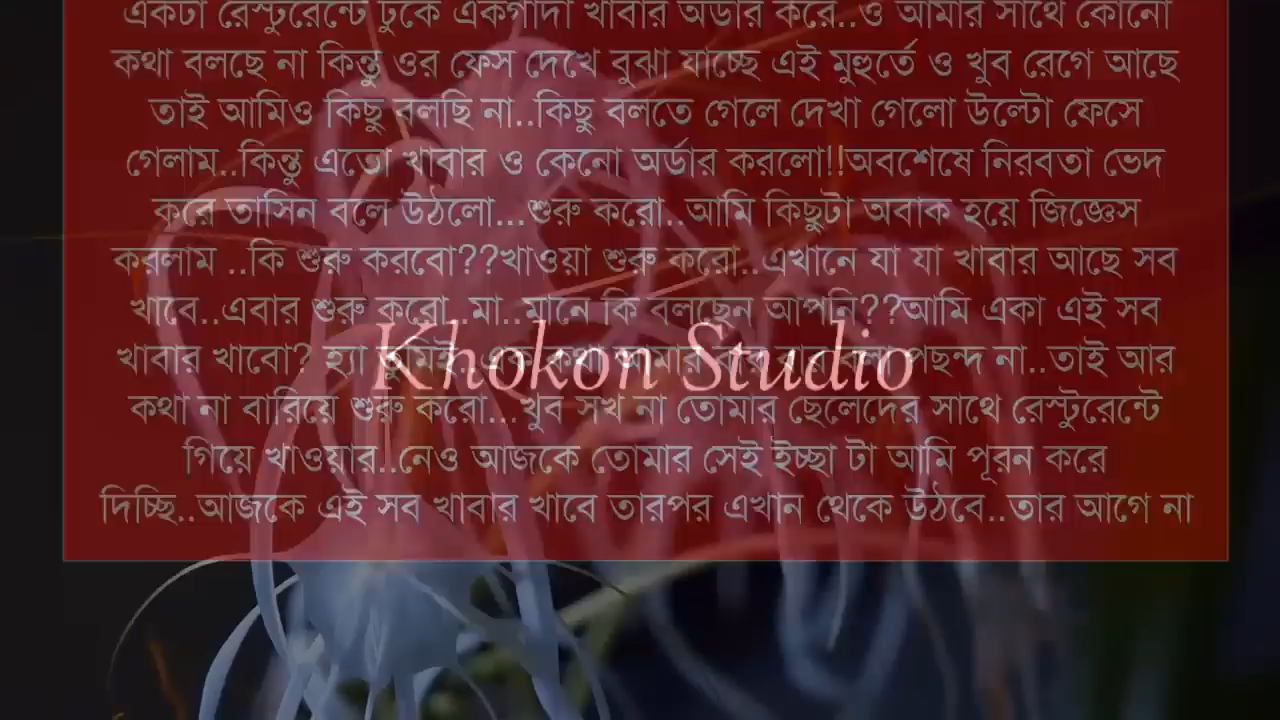 একটা রেস্টুরেন্টে ঢুকে একগাদা খাবার অর্ডার করে..ও আমার সাথে কোনো
কথা বলছে না কিন্তু ওর ফেস দেখে বুঝা যাচ্ছে এই মুহুর্তে ও খুব রেগে আছে
তাই আমিও কিছু বলছি না..কিছু বলতে গেলে দেখা গেলো উল্টো ফেসে
গেলাম..কিন্তু এতো খাবার ও কেনো অর্ডার করলো!!অবশেষে নিরবতা ভেদ
করে তাসিন বলে উঠলো...শুরু করো..আমি কিছুটা অবাক হয়ে জিজ্ঞেস
করলাম ..কি শুরু করবো??খাওয়া শুরু করো..এখানে যা যা খাবার আছে সব
খাবে..এবার শুরু করো..মা..মানে কি বলছেন আপনি??আমি একা এই সব
খাবার খাবো? হ্যা পছন্দ না..তাই আর
Khokon Studio
কথা না বারিয়ে শুরু করো...খুব সখ না তোমার ছেলেদের সাথে রেস্টুরেন্টে
গিয়ে খাওয়ার..নেও আজকে তোমার সেই ইচ্ছা টা আমি পূরন করে
দিচ্ছি..আজকে এই সব খাবার খাবে তারপর এখান থেকে উঠবে..তার আগে না